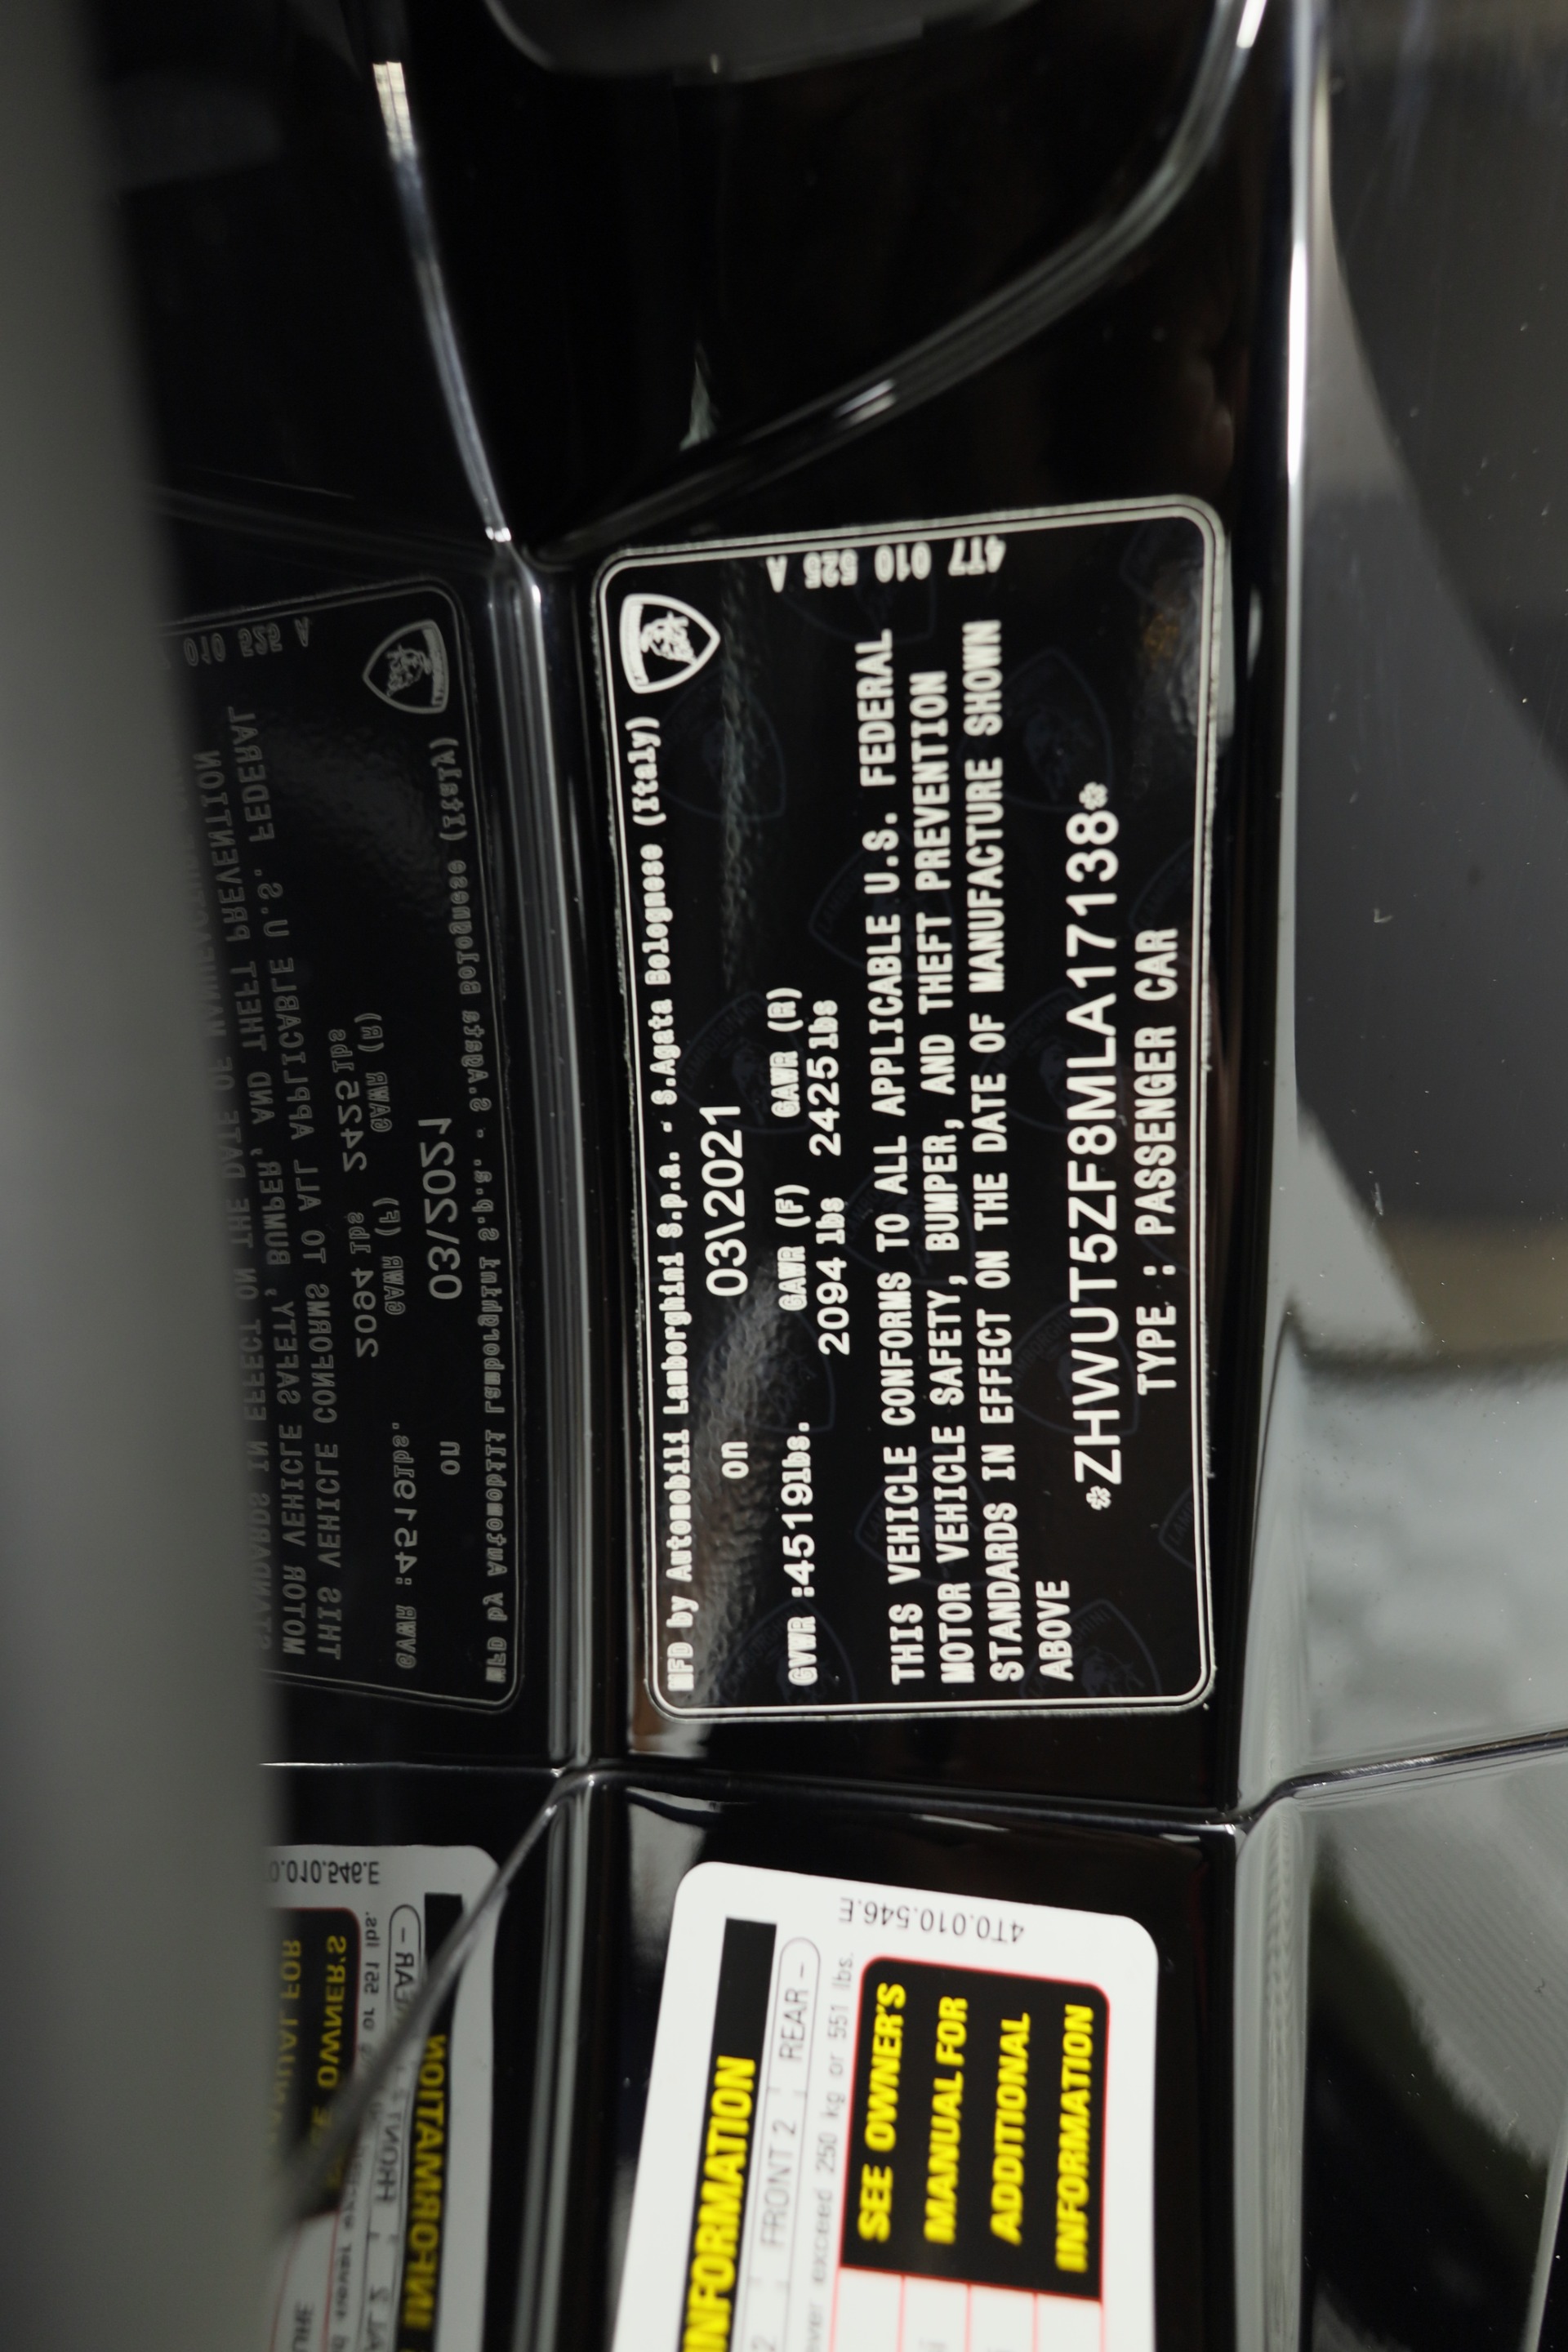 4T7 010 525 A
MFD by Automobili Lamborghini S.p.a. - S.Agata Bolognese (Italy)
on 03\2021
GAWR (F) GAWR (R)
GVWR :4519lbs. 2094 lbs 2425lbs
THIS VEHICLE CONFORMS TO ALL APPLICABLE U.S. FEDERAL
MOTOR VEHICLE SAFETY, BUMPER, AND THEFT PREVENTION
STANDARDS IN EFFECT ON THE DATE OF MANUFACTURE SHOWN
ABOVE
*ZHWUT5ZF8MLA17138*
TYPE : PASSENGER CAR
4T0.010.546.E
INFORMATION
2 FRONT 2 REAR -
exceed 250 kg or 551 lbs.
SEE OWNER'S
MANUAL FOR
ADDITIONAL
INFORMATION